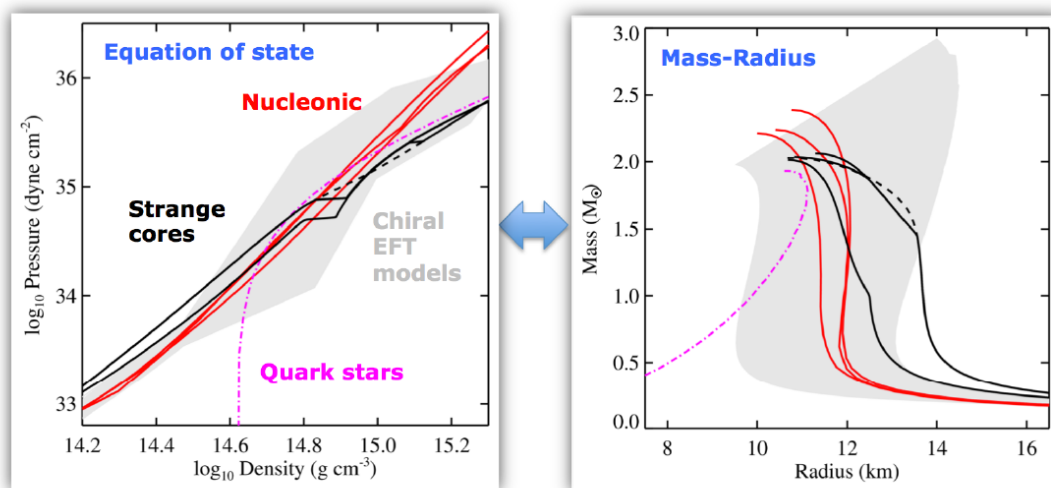 Equation of state
Nucleonic
Strange
cores
Chiral
EFT
models
Quark stars
log₁₀ Pressure (dyne cm⁻²)
36
35
34
33
14.2 14.4 14.6 14.8 15.0 15.2
log₁₀ Density (g cm⁻³)
Mass-Radius
Mass (M☉)
3.0
2.5
2.0
1.5
1.0
0.5
0.0
8 10 12 14 16
Radius (km)